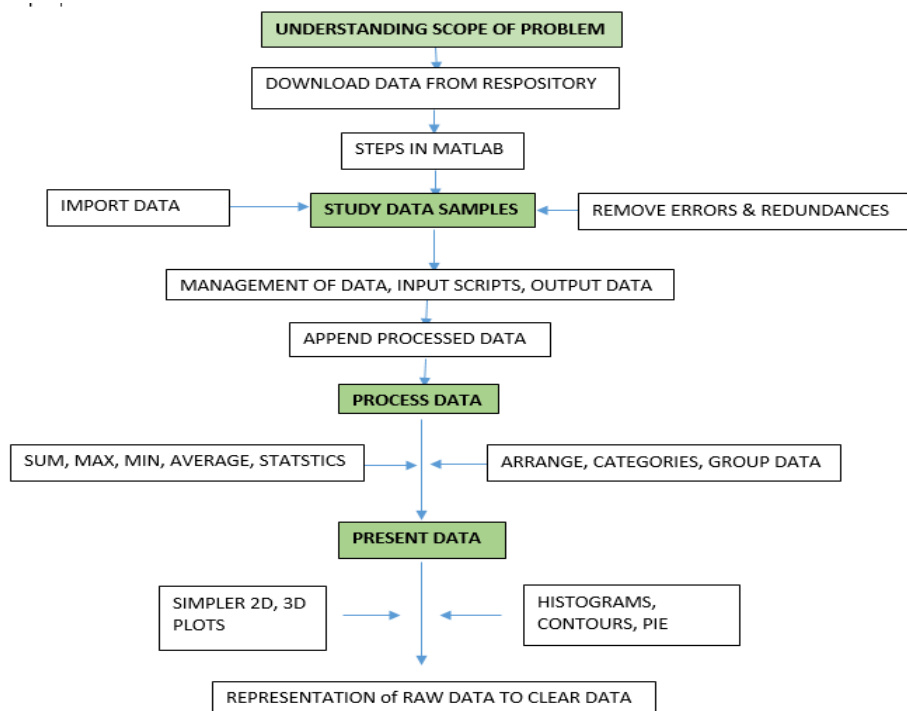 UNDERSTANDING SCOPE OF PROBLEM
DOWNLOAD DATA FROM RESPOSITORY
STEPS IN MATLAB
IMPORT DATA
STUDY DATA SAMPLES
REMOVE ERRORS & REDUNDANCES
MANAGEMENT OF DATA, INPUT SCRIPTS, OUTPUT DATA
APPEND PROCESSED DATA
PROCESS DATA
SUM, MAX, MIN, AVERAGE, STATSTICS
ARRANGE, CATEGORIES, GROUP DATA
PRESENT DATA
SIMPLER 2D, 3D
PLOTS
HISTOGRAMS,
CONTOURS, PIE
REPRESENTATION of RAW DATA TO CLEAR DATA